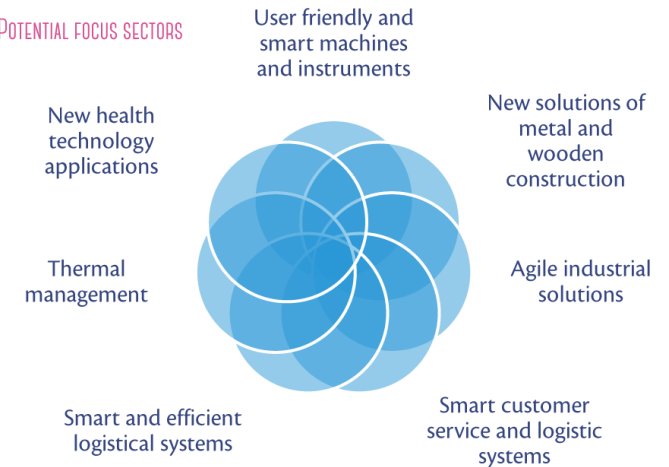 POTENTIAL FOCUS SECTORS
User friendly and
smart machines
and instruments
New solutions of
metal and
wooden
construction
Agile industrial
solutions
Smart customer
service and logistic
systems
Smart and efficient
logistical systems
Thermal
management
New health
technology
applications